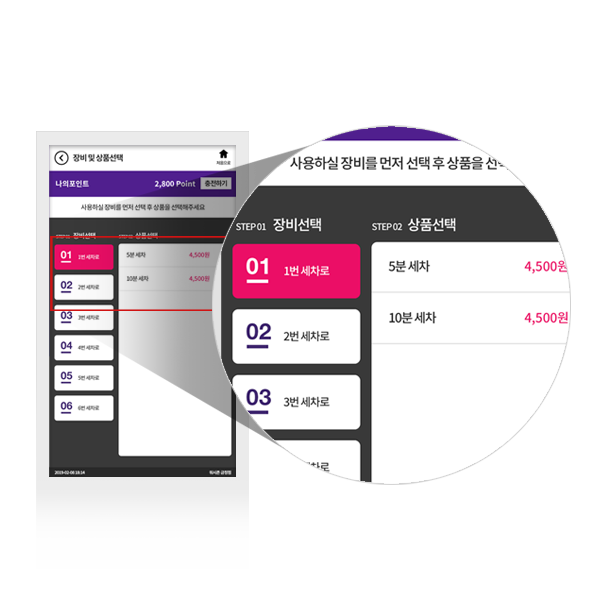 장비 및 상품선택
처음으로
나의포인트
2,800 Point
충전하기
사용하실 장비를 먼저 선택 후 상품을 선택해주세요
STEP 01 장비선택
STEP 02 상품선택
01 1번 세차로
02 2번 세차로
03 3번 세차로
04 4번 세차로
05 5번 세차로
06 6번 세차로
5분 세차 4,500원
10분 세차 4,500원
2019-02-08 18:14
사용하실 장비를 먼저 선택 후 상품을 선
STEP 01 장비선택
STEP 02 상품선택
01 1번 세차로
02 2번 세차로
03 3번 세차로
5분 세차 4,500원
10분 세차 4,500원